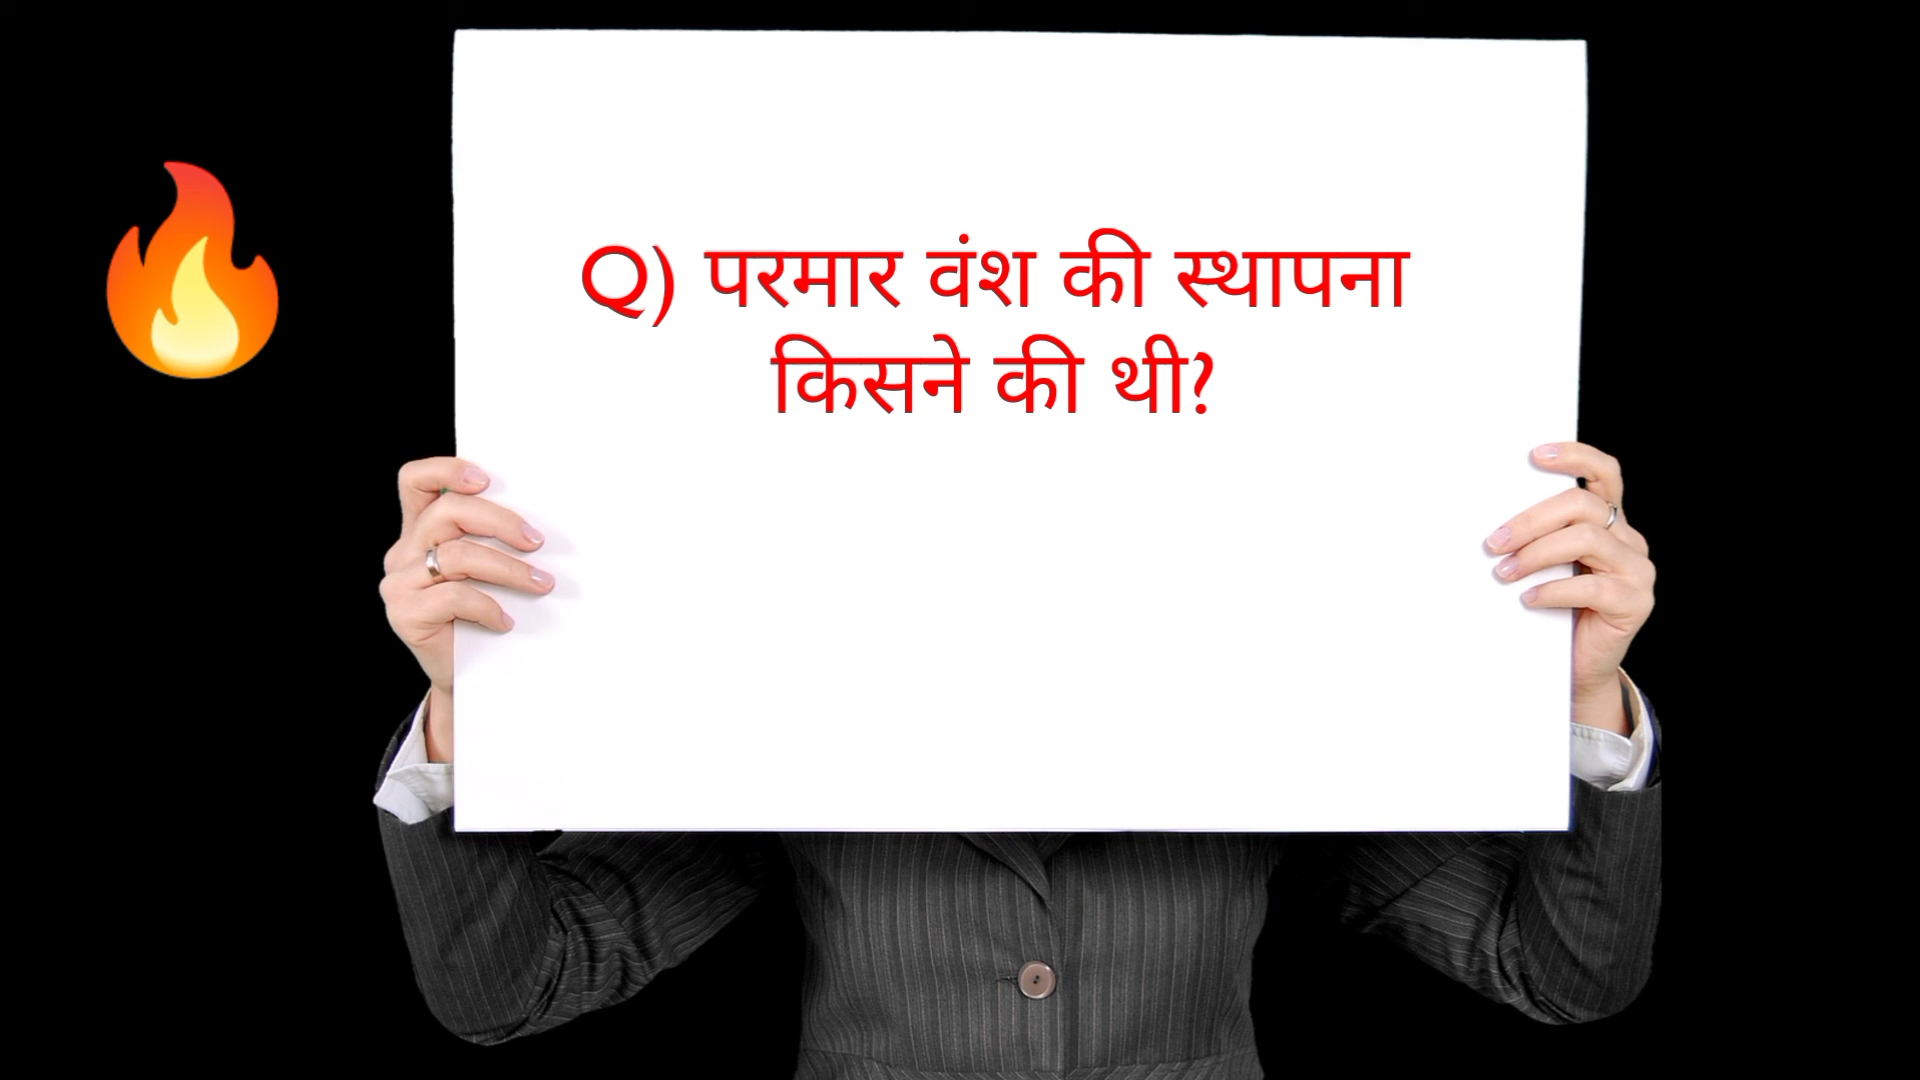 Q) परमार वंश की स्थापना
किसने की थी?